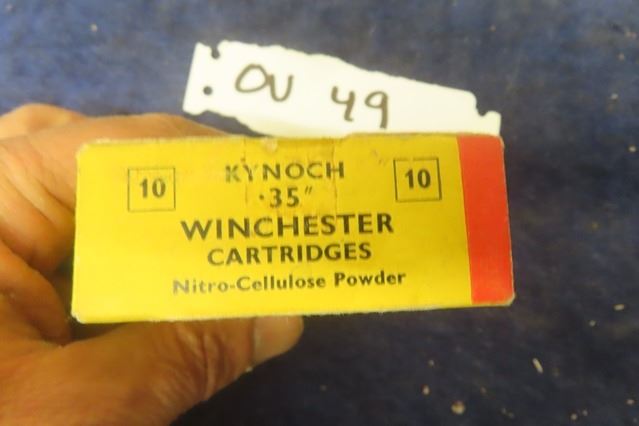 OU 49
10 KYNOCH 10
·35"
WINCHESTER
CARTRIDGES
Nitro-Cellulose Powder